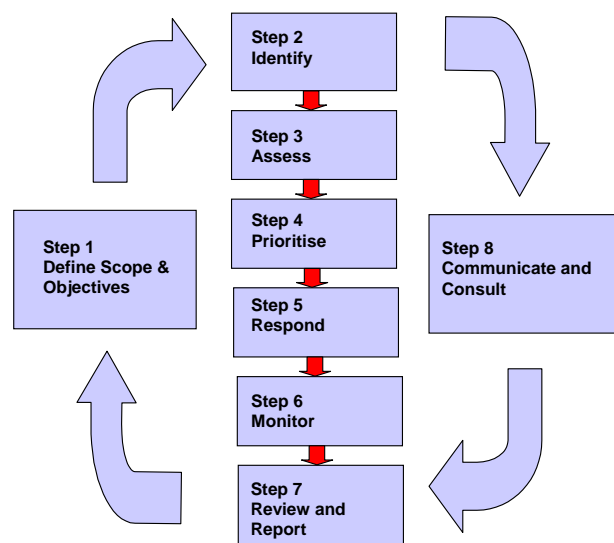 Step 2
Identify
Step 3
Assess
Step 4
Prioritise
Step 1
Define Scope &
Objectives
Step 8
Communicate and
Consult
Step 5
Respond
Step 6
Monitor
Step 7
Review and
Report